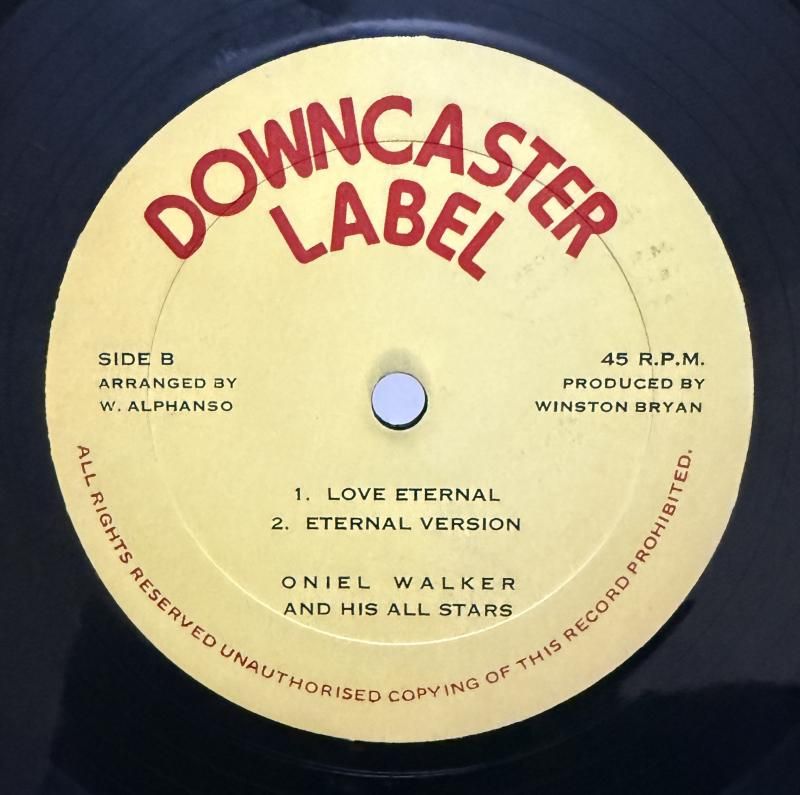 DOWNCASTER
LABEL
SIDE B
ARRANGED BY
W. ALPHANSO
45 R.P.M.
PRODUCED BY
WINSTON BRYAN
1. LOVE ETERNAL
2. ETERNAL VERSION
ONIEL WALKER
AND HIS ALL STARS
ALL RIGHTS RESERVED UNAUTHORISED COPYING OF THIS RECORD PROHIBITED.